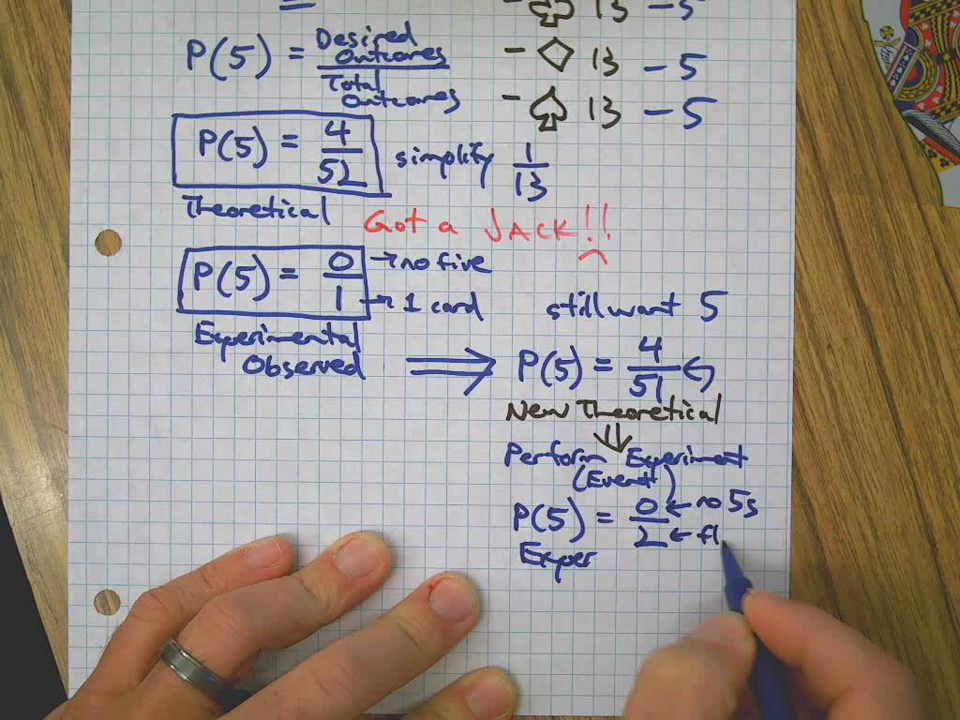 - ♣ 13 - 5
P(5) = Desired Outcomes / Total Outcomes
- ♢ 13 - 5
- ♤ 13 - 5
P(5) = 4/52 simplify 1/13
Theoretical
Got a JACK!!
P(5) = 0/1 → no five
→ 1 card
still want 5
Experimental
Observed
⇒ P(5) = 4/51
New Theoretical
⇓
Perform Experiment
(Event)
P(5) = 0/2 ← no 5s
← fl
Exper